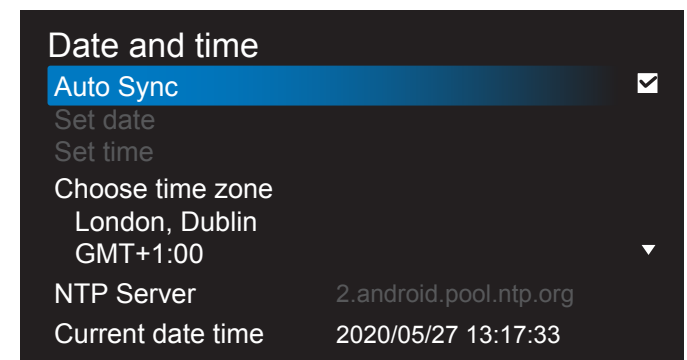 Date and time
Auto Sync
Set date
Set time
Choose time zone
London, Dublin
GMT+1:00
NTP Server 2.android.pool.ntp.org
Current date time 2020/05/27 13:17:33